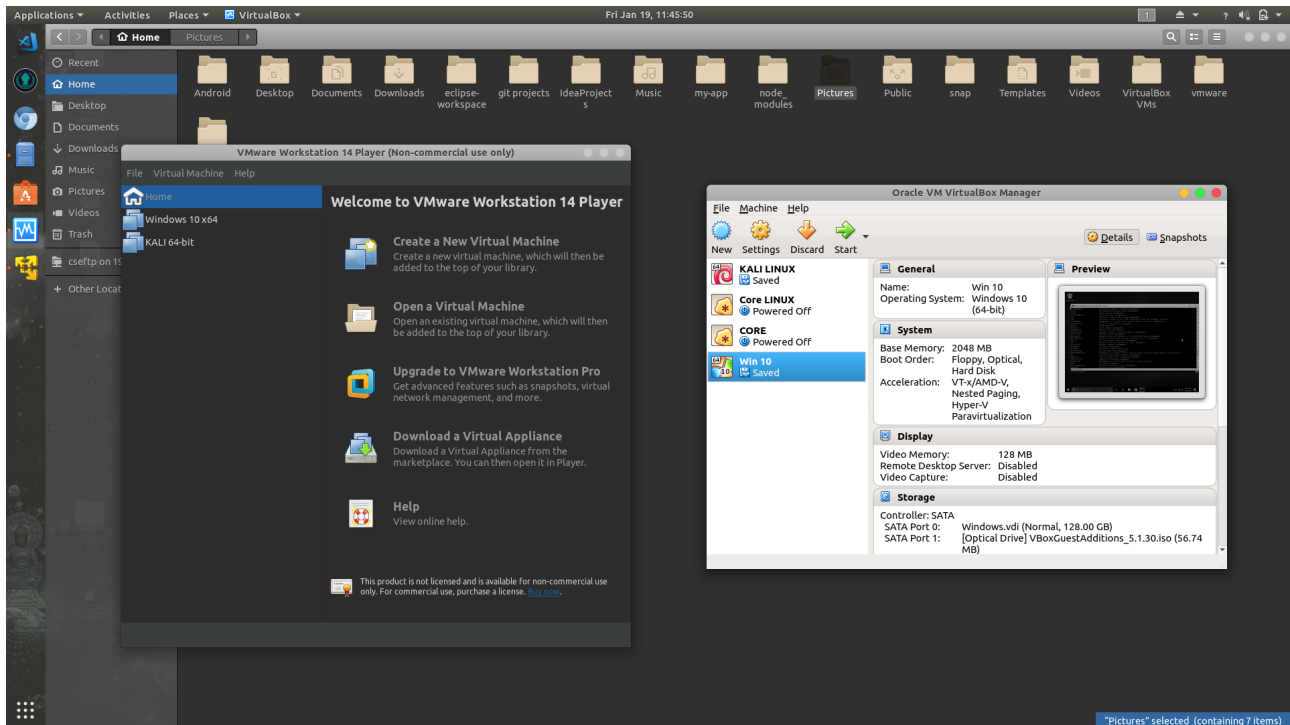 Applications Activities Places VirtualBox Fri Jan 19, 11:45:50 1 ?
Home Pictures
Recent
Home
Desktop
Documents
Downloads
Music
Pictures
Videos
Trash
cseftp on 19
+ Other Locat
Android Desktop Documents Downloads eclipse- git projects IdeaProject Music my-app node_ Pictures Public snap Templates Videos VirtualBox vmware
workspace s modules VMs
VMware Workstation 14 Player (Non-commercial use only)
File Virtual Machine Help
Home
Windows 10 x64
KALI 64-bit
Welcome to VMware Workstation 14 Player
Create a New Virtual Machine
Create a new virtual machine, which will then be
added to the top of your library.
Open a Virtual Machine
Open an existing virtual machine, which will then
be added to the top of your library.
Upgrade to VMware Workstation Pro
Get advanced features such as snapshots, virtual
network management, and more.
Download a Virtual Appliance
Download a Virtual Appliance from the
marketplace. You can then open it in Player.
Help
View online help.
This product is not licensed and is available for non-commercial use
only. For commercial use, purchase a license. Buy now.
Oracle VM VirtualBox Manager
File Machine Help
New Settings Discard Start Details Snapshots
64 KALI LINUX
Saved
Core LINUX
Powered Off
CORE
Powered Off
64 10 Win 10
Saved
General
Name: Win 10
Operating System: Windows 10
(64-bit)
System
Base Memory: 2048 MB
Boot Order: Floppy, Optical,
Hard Disk
Acceleration: VT-x/AMD-V,
Nested Paging,
Hyper-V
Paravirtualization
Preview
Display
Video Memory: 128 MB
Remote Desktop Server: Disabled
Video Capture: Disabled
Storage
Controller: SATA
SATA Port 0: Windows.vdi (Normal, 128.00 GB)
SATA Port 1: [Optical Drive] VBoxGuestAdditions_5.1.30.iso (56.74
MB)
"Pictures" selected (containing 7 items)